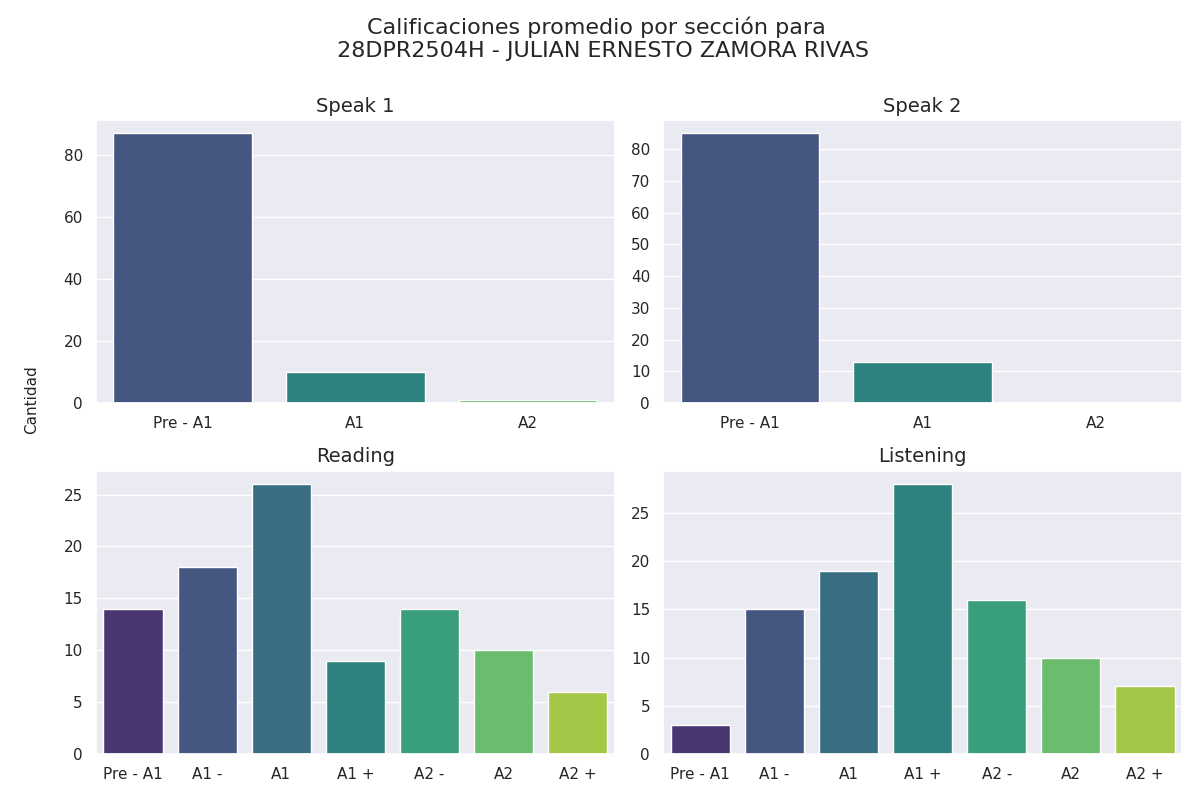 Calificaciones promedio por sección para
28DPR2504H - JULIAN ERNESTO ZAMORA RIVAS
Cantidad
Speak 1
80
60
40
20
0
Pre - A1 A1 A2
Speak 2
80
70
60
50
40
30
20
10
0
Pre - A1 A1 A2
Reading
25
20
15
10
5
0
Pre - A1 A1 - A1 A1 + A2 - A2 A2 +
Listening
25
20
15
10
5
0
Pre - A1 A1 - A1 A1 + A2 - A2 A2 +